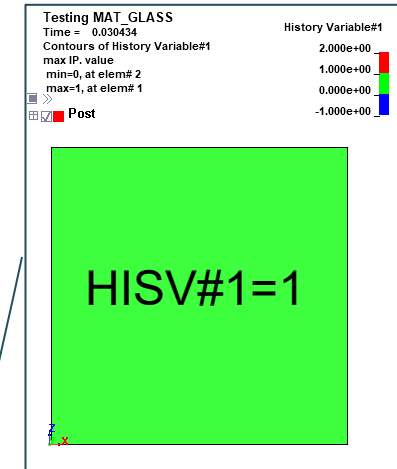 Testing MAT_GLASS
Time =   0.030434
Contours of History Variable#1
max IP. value
min=0, at elem# 2
max=1, at elem# 1
Post
History Variable#1
2.000e+00
1.000e+00
0.000e+00
-1.000e+00
HISV#1=1
Z
X